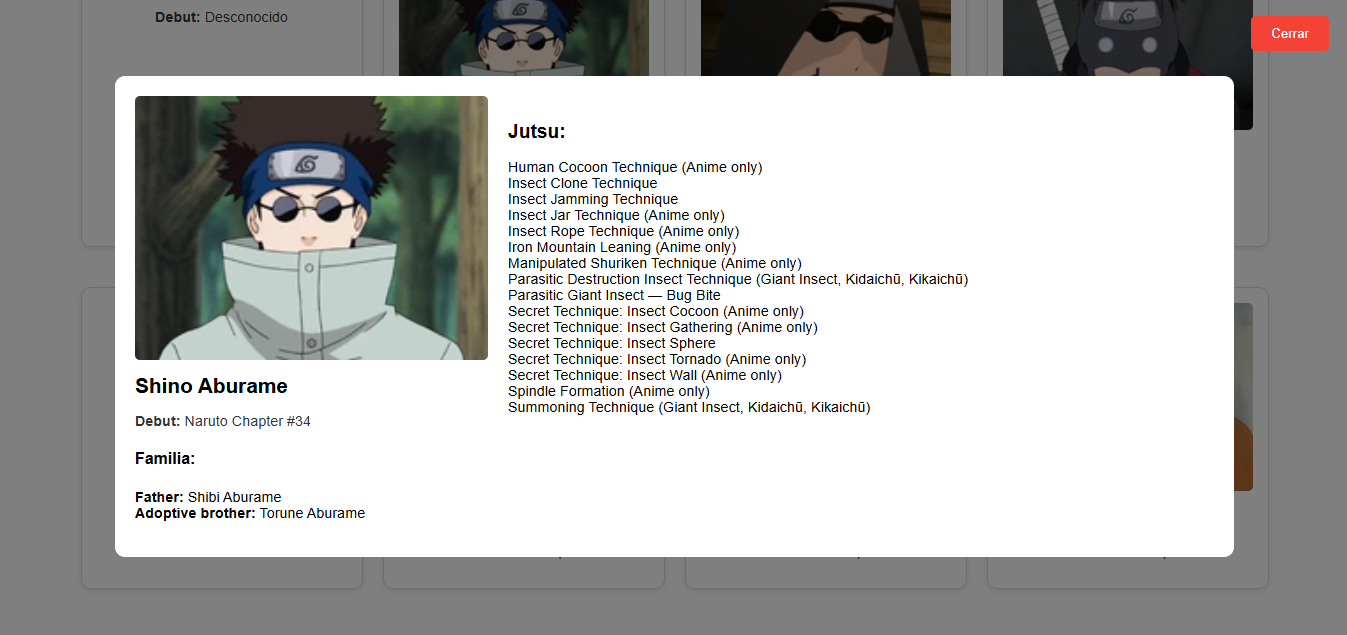 Debut: Desconocido
Cerrar
Shino Aburame
Debut: Naruto Chapter #34
Familia:
Father: Shibi Aburame
Adoptive brother: Torune Aburame
Jutsu:
Human Cocoon Technique (Anime only)
Insect Clone Technique
Insect Jamming Technique
Insect Jar Technique (Anime only)
Insect Rope Technique (Anime only)
Iron Mountain Leaning (Anime only)
Manipulated Shuriken Technique (Anime only)
Parasitic Destruction Insect Technique (Giant Insect, Kidaichū, Kikaichū)
Parasitic Giant Insect — Bug Bite
Secret Technique: Insect Cocoon (Anime only)
Secret Technique: Insect Gathering (Anime only)
Secret Technique: Insect Sphere
Secret Technique: Insect Tornado (Anime only)
Secret Technique: Insect Wall (Anime only)
Spindle Formation (Anime only)
Summoning Technique (Giant Insect, Kidaichū, Kikaichū)